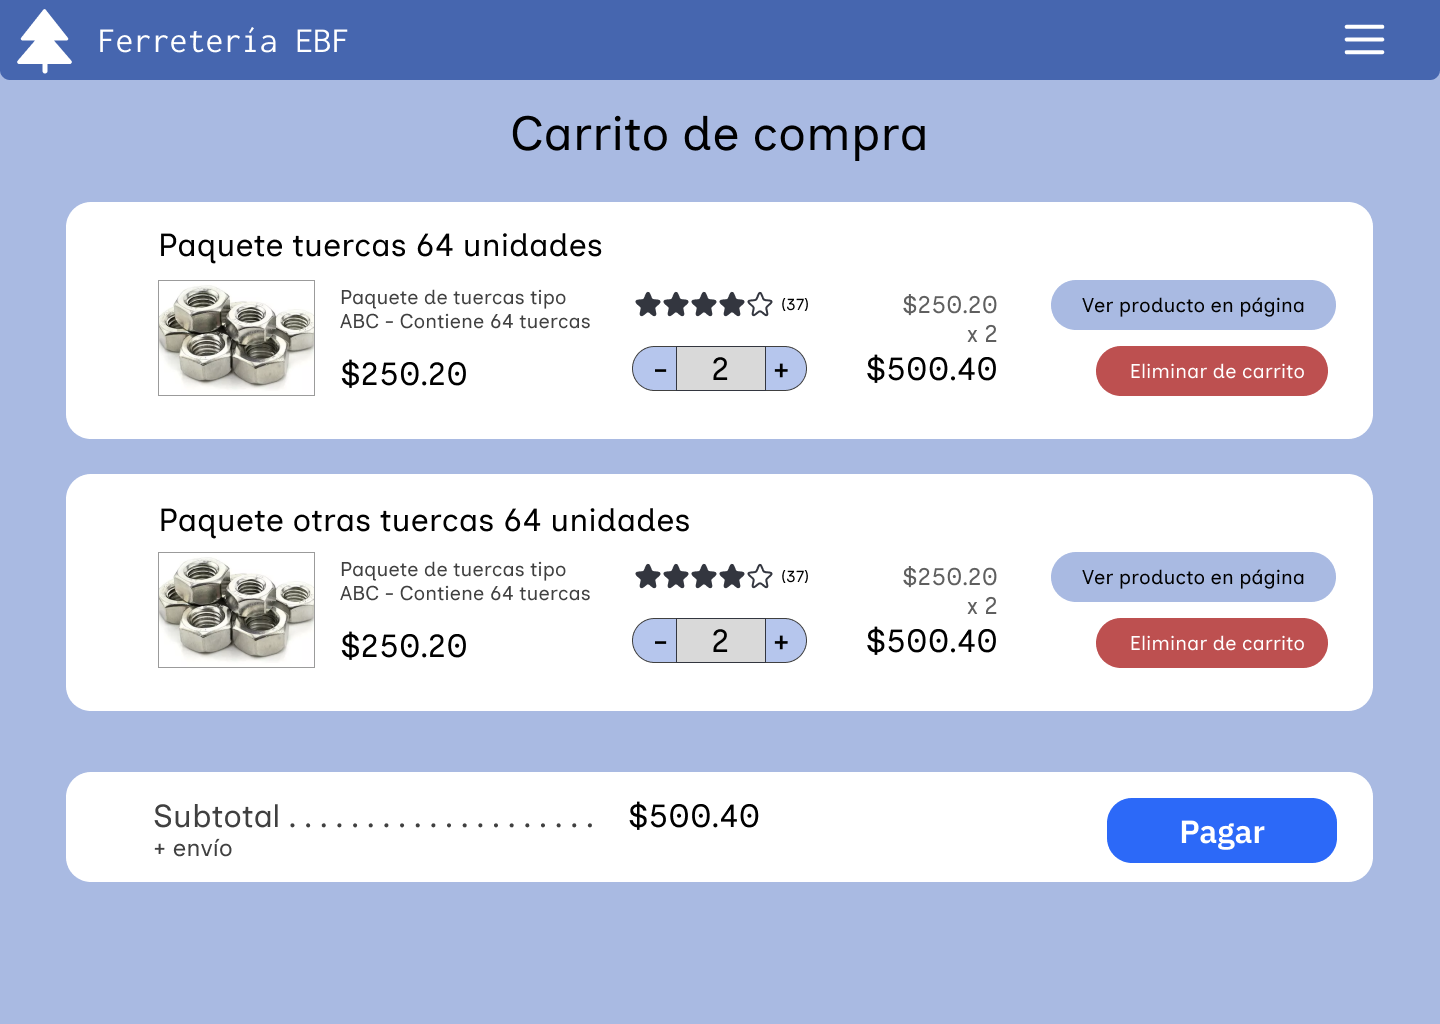 Ferretería EBF
Carrito de compra
Paquete tuercas 64 unidades
Paquete de tuercas tipo
ABC - Contiene 64 tuercas
$250.20
(37)
- 2 +
$250.20
x 2
$500.40
Ver producto en página
Eliminar de carrito
Paquete otras tuercas 64 unidades
Paquete de tuercas tipo
ABC - Contiene 64 tuercas
$250.20
(37)
- 2 +
$250.20
x 2
$500.40
Ver producto en página
Eliminar de carrito
Subtotal . . . . . . . . . . . . . . . . . . . . $500.40
+ envío
Pagar